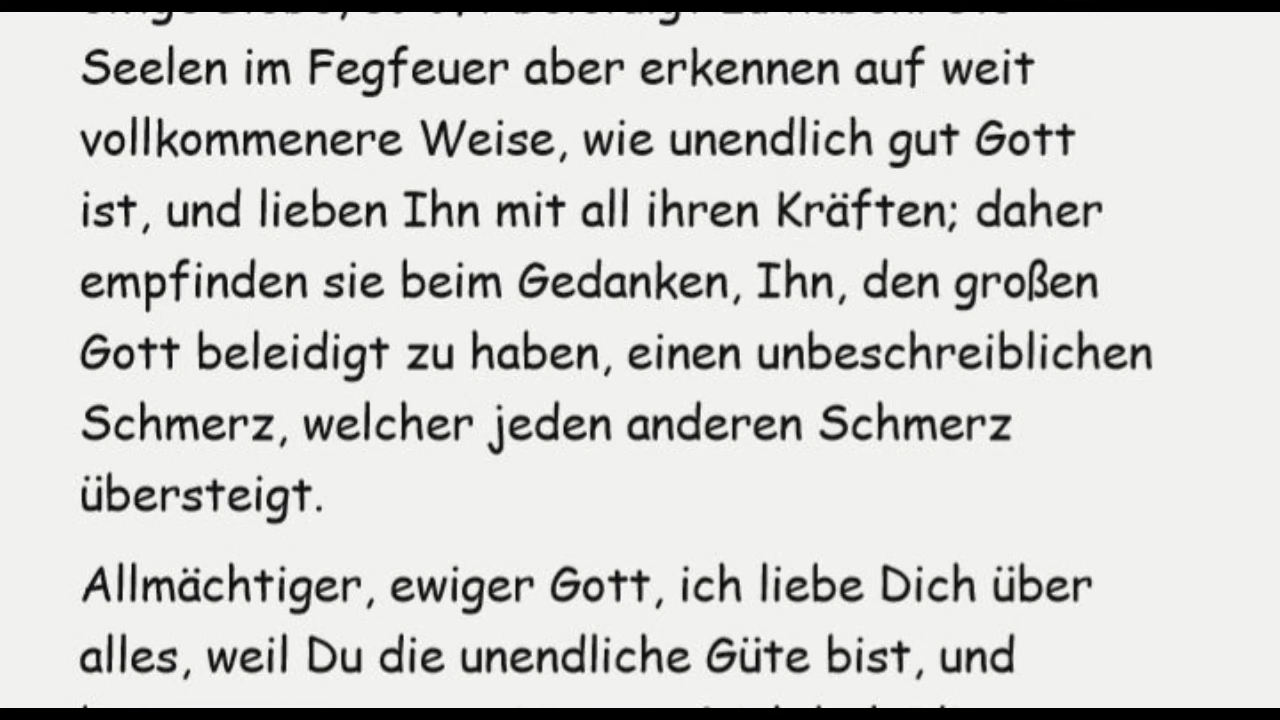 Seelen im Fegfeuer aber erkennen auf weit
vollkommenere Weise, wie unendlich gut Gott
ist, und lieben Ihn mit all ihren Kräften; daher
empfinden sie beim Gedanken, Ihn, den großen
Gott beleidigt zu haben, einen unbeschreiblichen
Schmerz, welcher jeden anderen Schmerz
übersteigt.
Allmächtiger, ewiger Gott, ich liebe Dich über
alles, weil Du die unendliche Güte bist, und